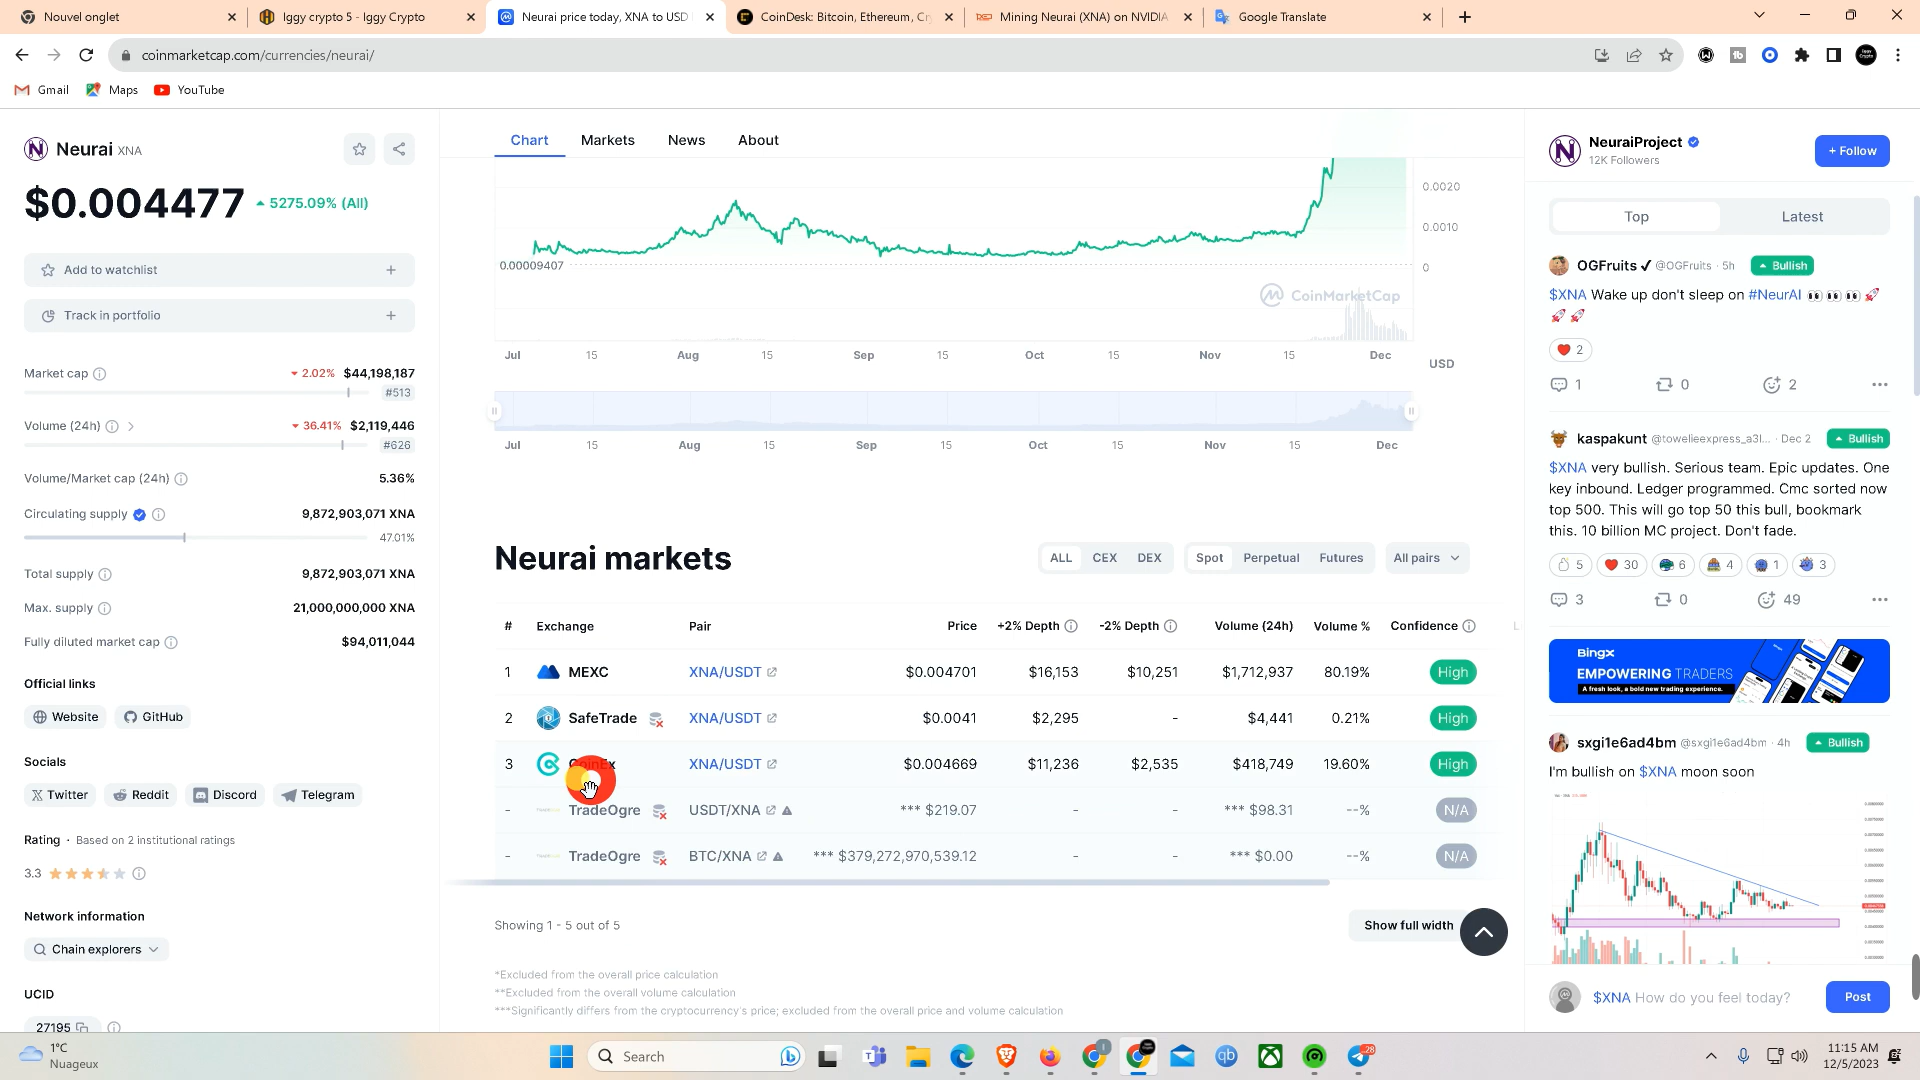 Nouvel onglet
Iggy crypto 5 - Iggy Crypto
Neurai price today, XNA to USD
CoinDesk: Bitcoin, Ethereum, Cr
Mining Neurai (XNA) on NVIDIA
Google Translate
coinmarketcap.com/currencies/neurai/
Gmail Maps YouTube
Neurai XNA
$0.004477 5275.09% (All)
Add to watchlist
Track in portfolio
Market cap 2.02% $44,198,187
#513
Volume (24h) 36.41% $2,119,446
#626
Volume/Market cap (24h) 5.36%
Circulating supply 9,872,903,071 XNA
47.01%
Total supply 9,872,903,071 XNA
Max. supply 21,000,000,000 XNA
Fully diluted market cap $94,011,044
Official links
Website GitHub
Socials
Twitter Reddit Discord Telegram
Rating · Based on 2 institutional ratings
3.3
Network information
Chain explorers
UCID
27195
Chart Markets News About
0.0020
0.0010
0
0.00009407
CoinMarketCap
Jul 15 Aug 15 Sep 15 Oct 15 Nov 15 Dec
USD
Jul 15 Aug 15 Sep 15 Oct 15 Nov 15 Dec
Neurai markets
ALL CEX DEX Spot Perpetual Futures All pairs
# Exchange Pair Price +2% Depth -2% Depth Volume (24h) Volume % Confidence
1 MEXC XNA/USDT $0.004701 $16,153 $10,251 $1,712,937 80.19% High
2 SafeTrade XNA/USDT $0.0041 $2,295 - $4,441 0.21% High
3 CoinEx XNA/USDT $0.004669 $11,236 $2,535 $418,749 19.60% High
- TradeOgre USDT/XNA *** $219.07 - - *** $98.31 --% N/A
- TradeOgre BTC/XNA *** $379,272,970,539.12 - - *** $0.00 --% N/A
Showing 1 - 5 out of 5
Show full width
*Excluded from the overall price calculation
**Excluded from the overall volume calculation
***Significantly differs from the cryptocurrency's price; excluded from the overall price and volume calculation
NeuraiProject
12K Followers
+ Follow
Top Latest
OGFruits ✔ @OGFruits · 5h Bullish
$XNA Wake up don't sleep on #NeurAI 👀 👀 👀 🚀
🚀 🚀
❤️ 2
1 0 2 ...
kaspakunt @towelieexpress_a3l... · Dec 2 Bullish
$XNA very bullish. Serious team. Epic updates. One
key inbound. Ledger programmed. Cmc sorted now
top 500. This will go top 50 this bull, bookmark
this. 10 billion MC project. Don't fade.
5 30 6 4 1 3
3 0 49 ...
BingX
EMPOWERING TRADERS
A fresh look, a bold new trading experience.
sxgi1e6ad4bm @sxgi1e6ad4bm · 4h Bullish
I'm bullish on $XNA moon soon
$XNA How do you feel today?
Post
1°C
Nuageux
Search
28
11:15 AM
12/5/2023